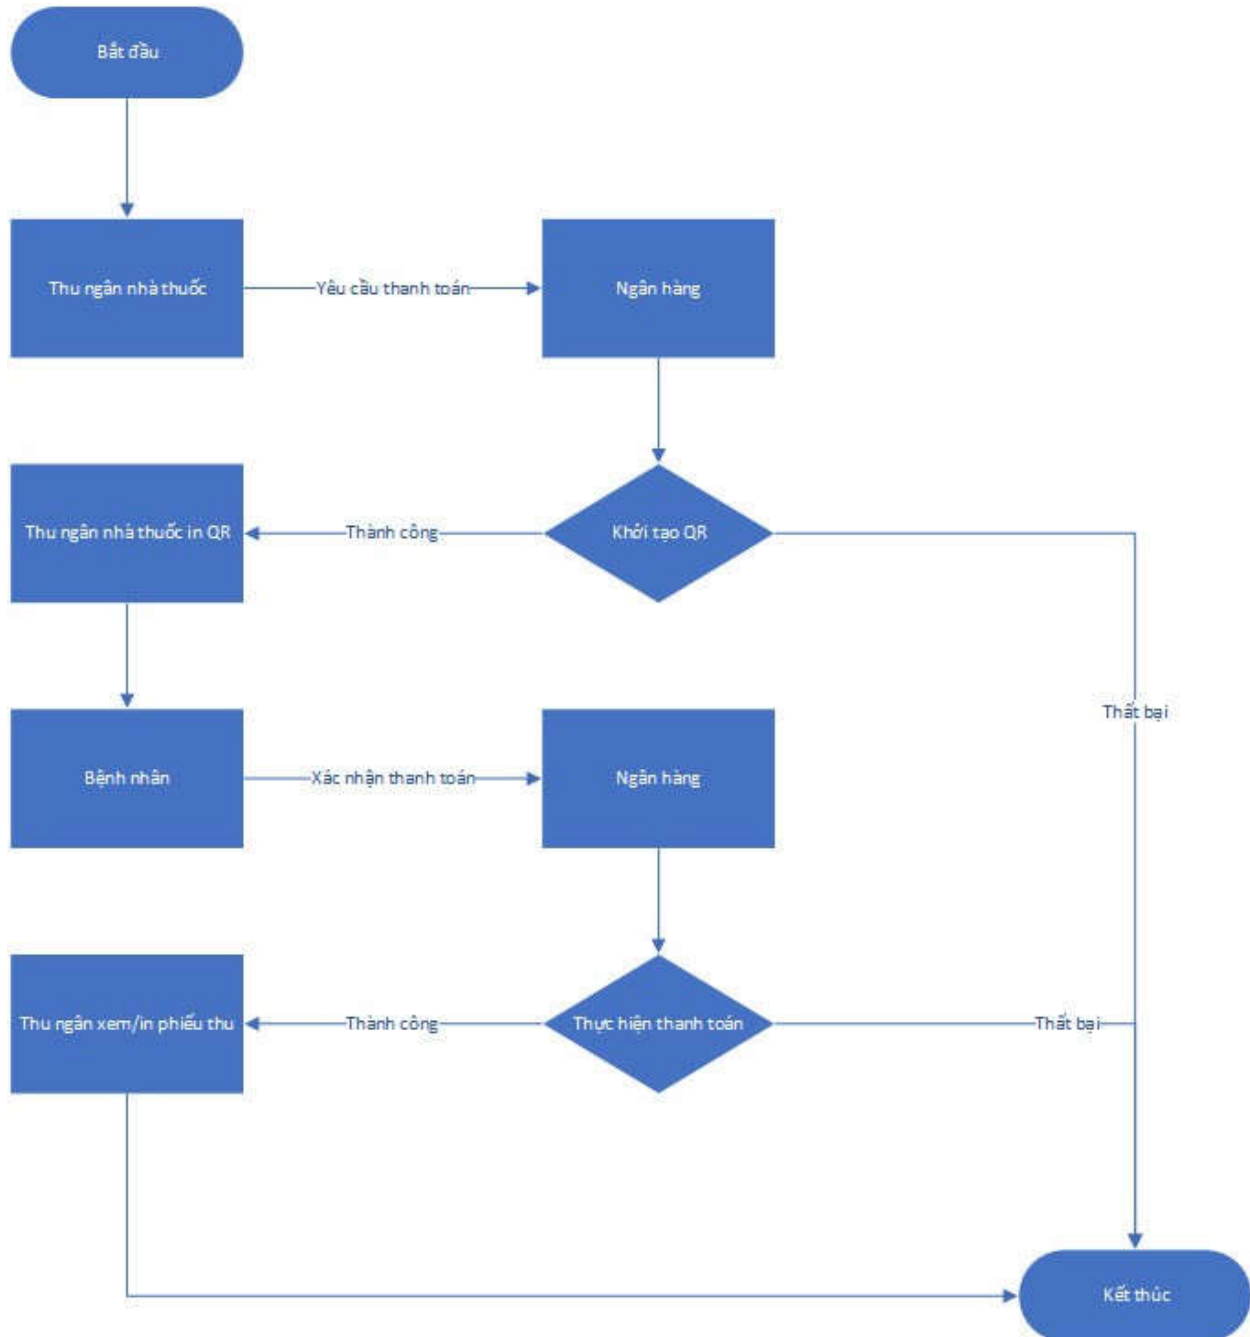 Bắt đầu
Thu ngân nhà thuốc
Yêu cầu thanh toán
Ngân hàng
Thu ngân nhà thuốc in QR
Thành công
Khởi tạo QR
Thất bại
Bệnh nhân
Xác nhận thanh toán
Ngân hàng
Thu ngân xem/in phiếu thu
Thành công
Thực hiện thanh toán
Thất bại
Kết thúc